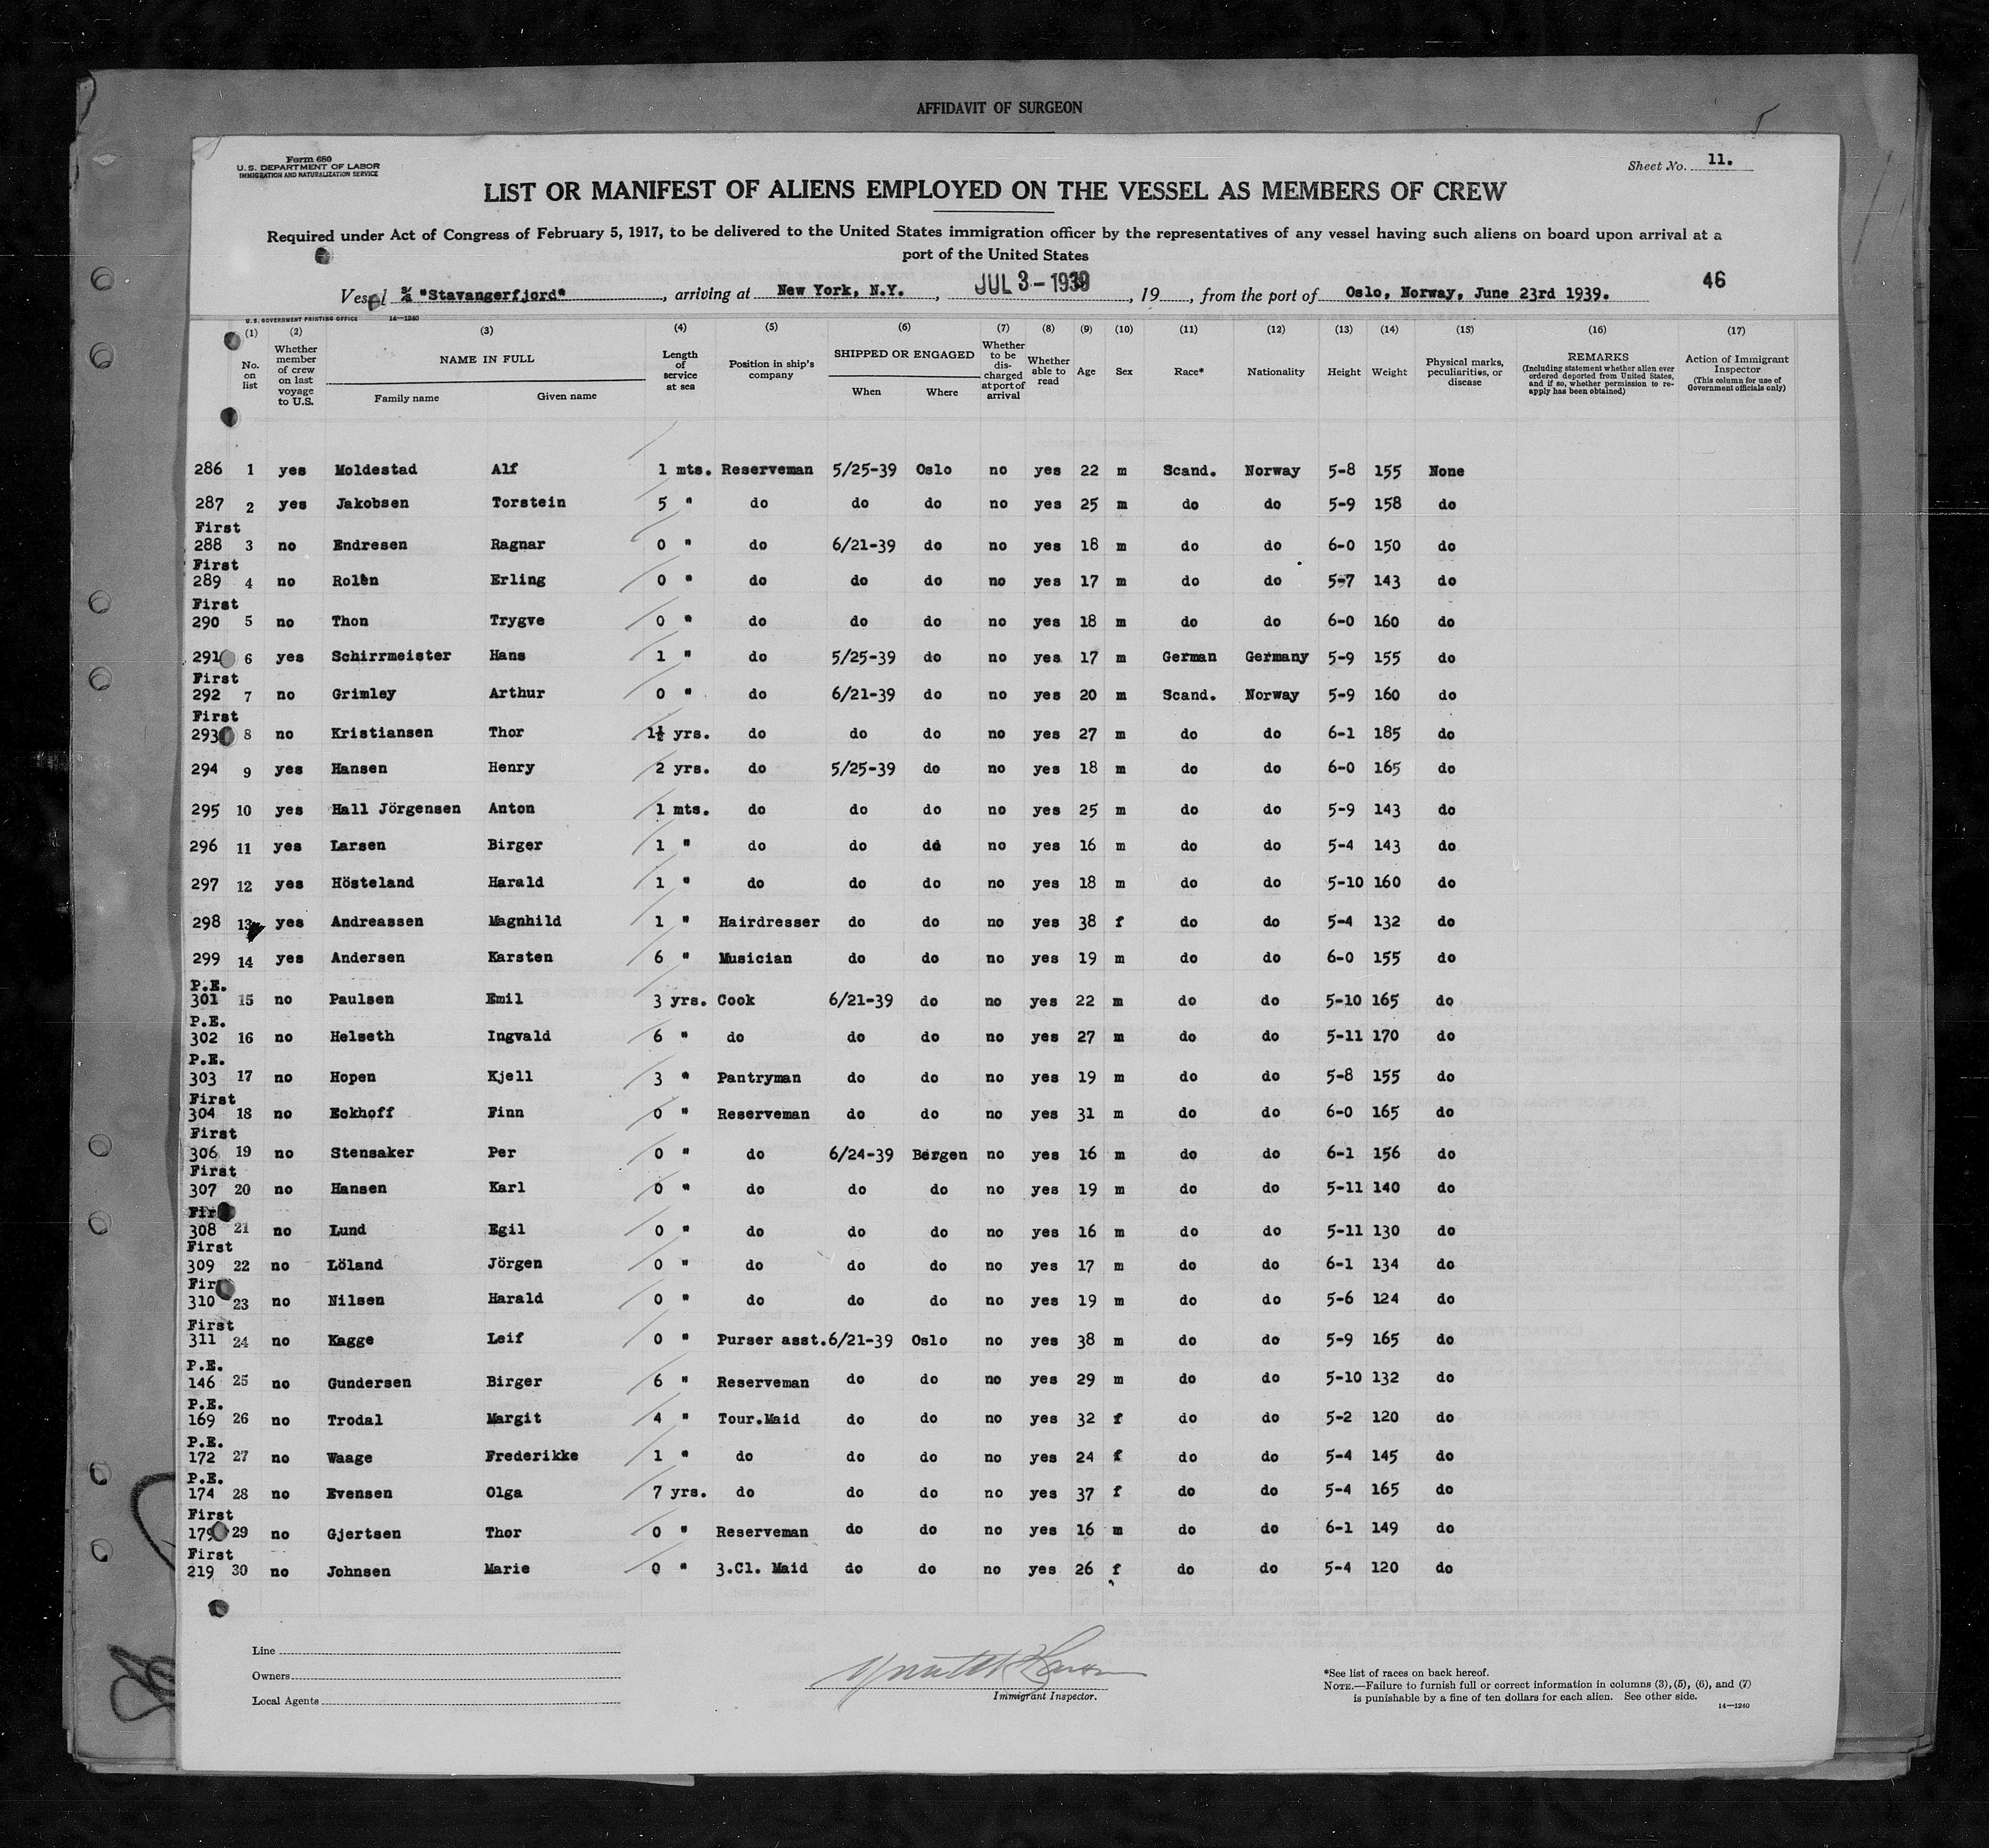 AFFIDAVIT OF SURGEON
Form 680
U.S. DEPARTMENT OF LABOR
IMMIGRATION AND NATURALIZATION SERVICE
Sheet No. 11.
LIST OR MANIFEST OF ALIENS EMPLOYED ON THE VESSEL AS MEMBERS OF CREW
Required under Act of Congress of February 5, 1917, to be delivered to the United States immigration officer by the representatives of any vessel having such aliens on board upon arrival at a
port of the United States
Vessel S/S "Stavangerfjord", arriving at New York, N.Y., JUL 3-1939, 19, from the port of Oslo, Norway, June 23rd 1939. 46
U.S. GOVERNMENT PRINTING OFFICE 14—1240
(1) (2) (3) (4) (5) (6) (7) (8) (9) (10) (11) (12) (13) (14) (15) (16) (17)
No. on list
Whether member of crew on last voyage to U.S.
NAME IN FULL
Family name Given name
Length of service at sea
Position in ship's company
SHIPPED OR ENGAGED
When Where
Whether to be discharged at port of arrival
Whether able to read
Age
Sex
Race*
Nationality
Height
Weight
Physical marks, peculiarities, or disease
REMARKS
(Including statement whether alien ever ordered deported from United States, and if so, whether permission to re-apply has been obtained)
Action of Immigrant Inspector
(This column for use of Government officials only)
286 1 yes Moldestad Alf 1 mts. Reserveman 5/25-39 Oslo no yes 22 m Scand. Norway 5-8 155 None
287 2 yes Jakobsen Torstein 5 " do do do no yes 25 m do do 5-9 158 do
First
288 3 no Endresen Ragnar 0 " do 6/21-39 do no yes 18 m do do 6-0 150 do
First
289 4 no Rolèn Erling 0 " do do do no yes 17 m do do 5-7 143 do
First
290 5 no Thon Trygve 0 " do do do no yes 18 m do do 6-0 160 do
291 6 yes Schirrmeister Hans 1 " do 5/25-39 do no yes 17 m German Germany 5-9 155 do
First
292 7 no Grimley Arthur 0 " do 6/21-39 do no yes 20 m Scand. Norway 5-9 160 do
First
293 8 no Kristiansen Thor 1½ yrs. do do do no yes 27 m do do 6-1 185 do
294 9 yes Hansen Henry 2 yrs. do 5/25-39 do no yes 18 m do do 6-0 165 do
295 10 yes Hall Jörgensen Anton 1 mts. do do do no yes 25 m do do 5-9 143 do
296 11 yes Larsen Birger 1 " do do do no yes 16 m do do 5-4 143 do
297 12 yes Hösteland Harald 1 " do do do no yes 18 m do do 5-10 160 do
298 13 yes Andreassen Magnhild 1 " Hairdresser do do no yes 38 f do do 5-4 132 do
299 14 yes Andersen Karsten 6 " Musician do do no yes 19 m do do 6-0 155 do
P.E.
301 15 no Paulsen Emil 3 yrs. Cook 6/21-39 do no yes 22 m do do 5-10 165 do
P.E.
302 16 no Helseth Ingvald 6 " do do do no yes 27 m do do 5-11 170 do
P.E.
303 17 no Hopen Kjell 3 " Pantryman do do no yes 19 m do do 5-8 155 do
First
304 18 no Eckhoff Finn 0 " Reserveman do do no yes 31 m do do 6-0 165 do
First
306 19 no Stensaker Per 0 " do 6/24-39 Bergen no yes 16 m do do 6-1 156 do
First
307 20 no Hansen Karl 0 " do do do no yes 19 m do do 5-11 140 do
First
308 21 no Lund Egil 0 " do do do no yes 16 m do do 5-11 130 do
First
309 22 no Löland Jörgen 0 " do do do no yes 17 m do do 6-1 134 do
First
310 23 no Nilsen Harald 0 " do do do no yes 19 m do do 5-6 124 do
First
311 24 no Kagge Leif 0 " Purser asst. 6/21-39 Oslo no yes 38 m do do 5-9 165 do
P.E.
146 25 no Gundersen Birger 6 " Reserveman do do no yes 29 m do do 5-10 132 do
P.E.
169 26 no Trodal Margit 4 " Tour.Maid do do no yes 32 f do do 5-2 120 do
P.E.
172 27 no Waage Frederikke 1 " do do do no yes 24 f do do 5-4 145 do
P.E.
174 28 no Evensen Olga 7 yrs. do do do no yes 37 f do do 5-4 165 do
First
179 29 no Gjertsen Thor 0 " Reserveman do do no yes 16 m do do 6-1 149 do
First
219 30 no Johnsen Marie 0 " 3.Cl. Maid do do no yes 26 f do do 5-4 120 do
Line
Owners
Local Agents
Immigrant Inspector.
*See list of races on back hereof.
NOTE.—Failure to furnish full or correct information in columns (3), (5), (6), and (7)
is punishable by a fine of ten dollars for each alien. See other side.
14—1240